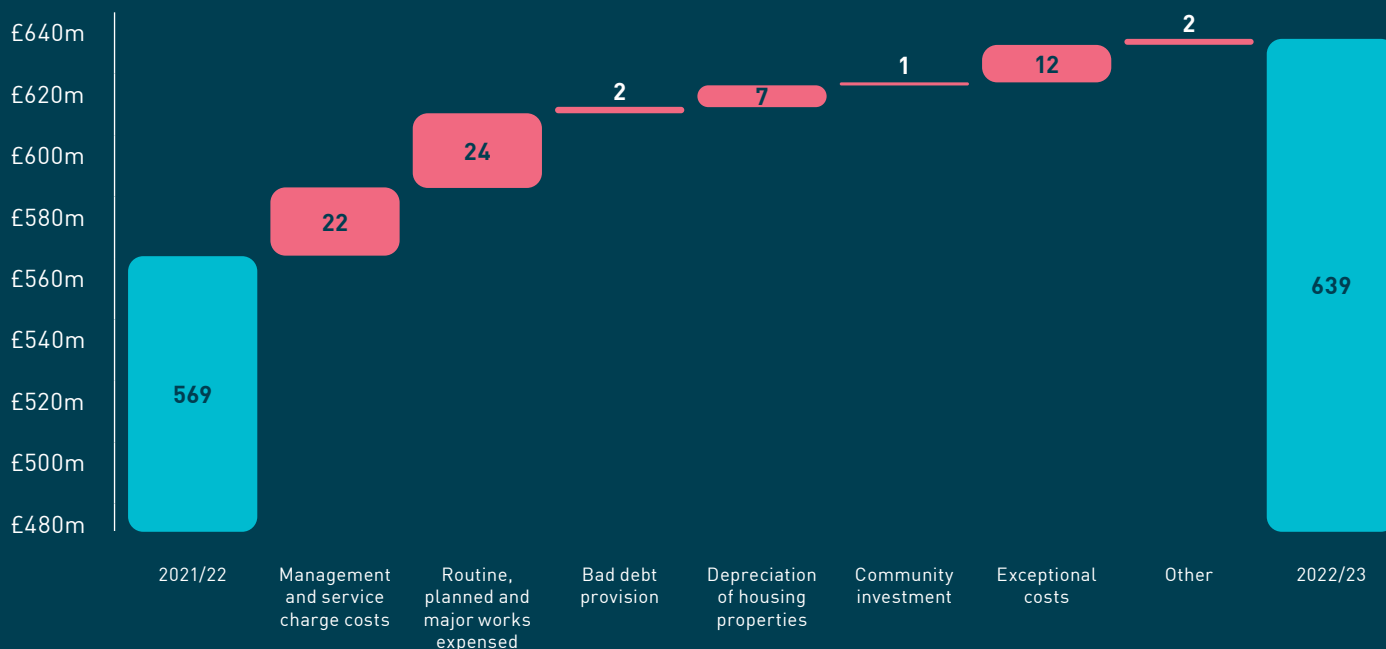 £640m
£620m
£600m
£580m
£560m
£540m
£520m
£500m
£480m
569
22
24
2
7
1
12
2
639
2021/22
Management
and service
charge costs
Routine,
planned and
major works
expensed
Bad debt
provision
Depreciation
of housing
properties
Community
investment
Exceptional
costs
Other
2022/23